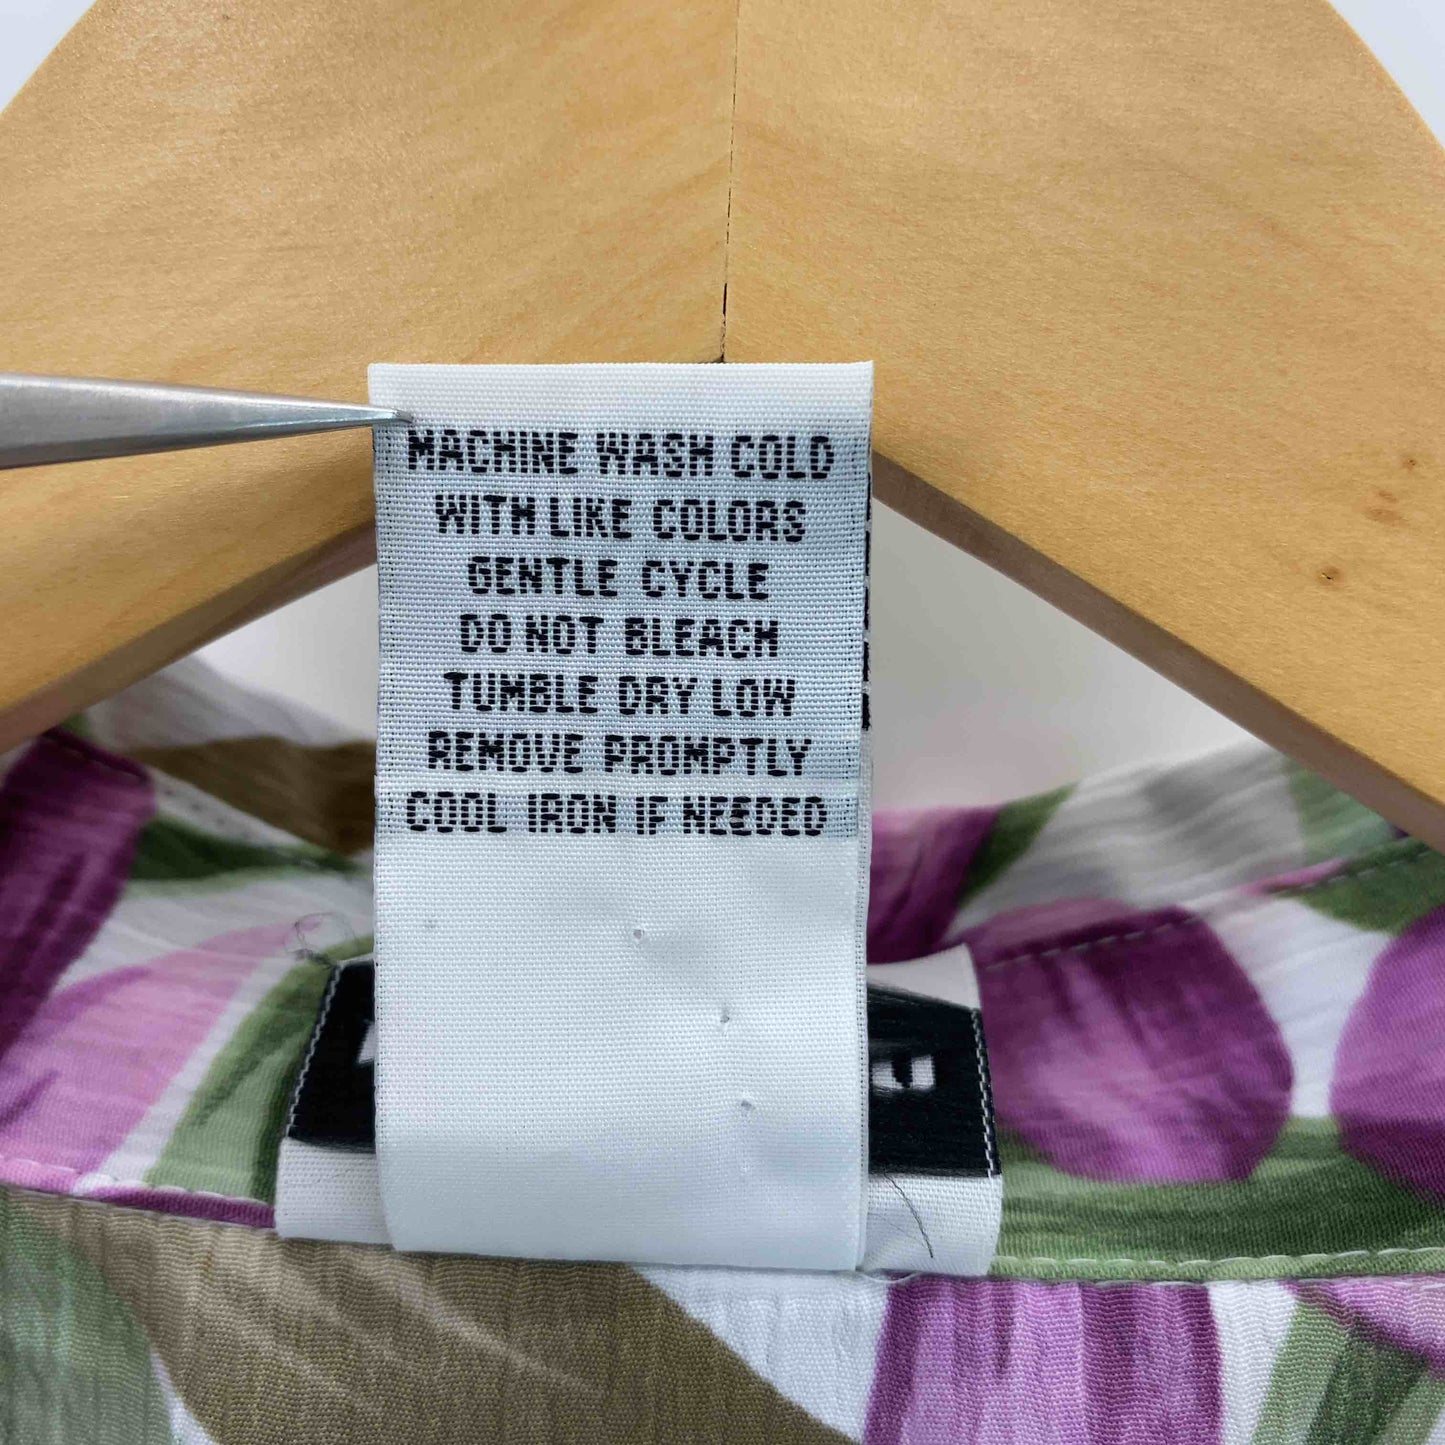 MACHINE WASH COLD
WITH LIKE COLORS
GENTLE CYCLE
DO NOT BLEACH
TUMBLE DRY LOW
REMOVE PROMPTLY
COOL IRON IF NEEDED